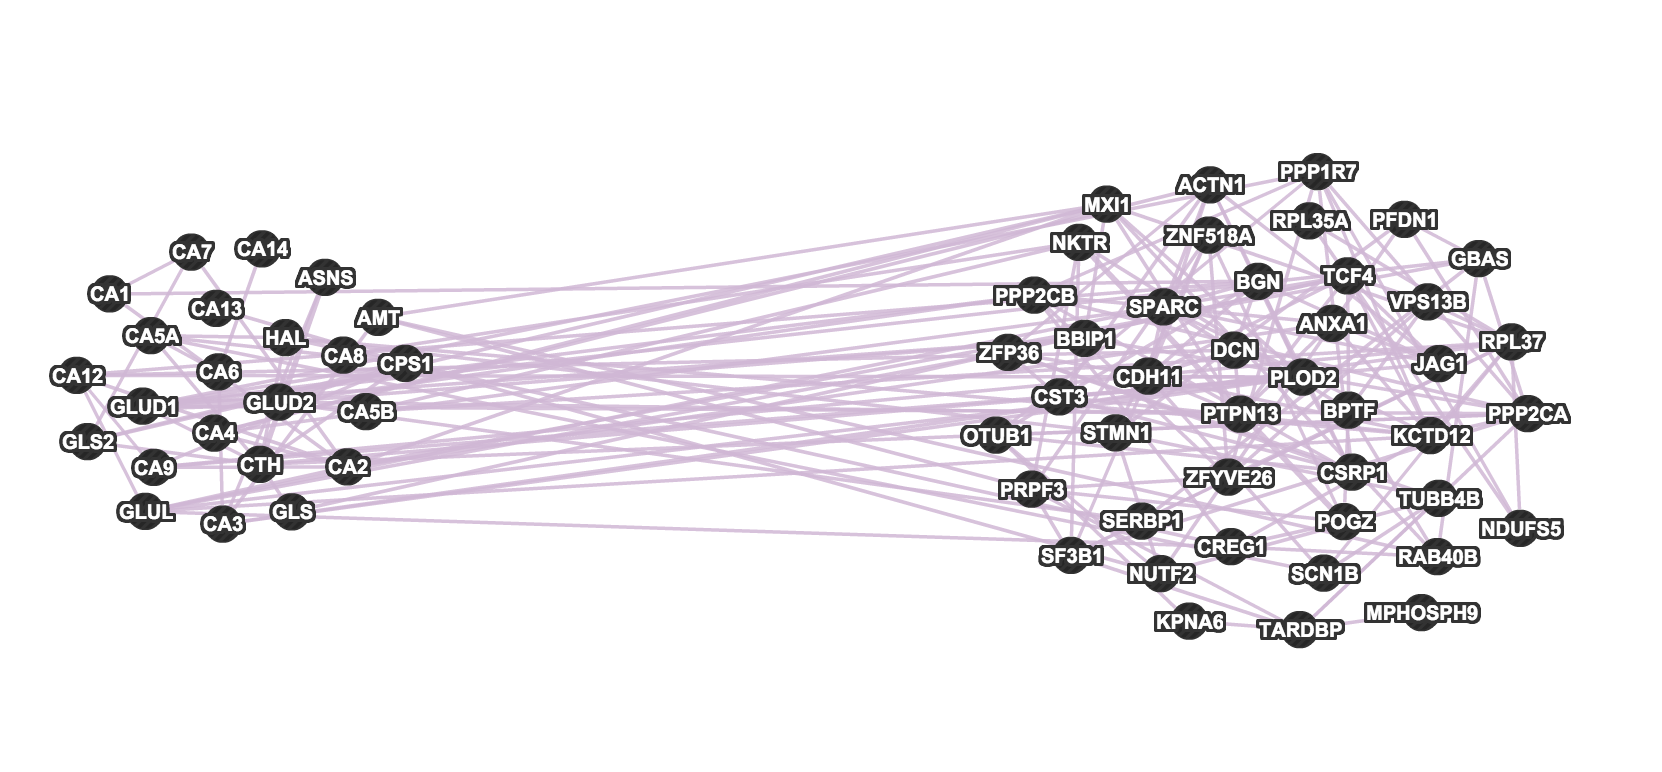 CA7
CA14
ASNS
CA1
CA13
AMT
CA5A
HAL
CA8
CPS1
CA12
CA6
GLUD1
GLUD2
CA5B
GLS2
CA4
CA9
CTH
CA2
GLUL
CA3
GLS
PPP1R7
ACTN1
MXI1
RPL35A
PFDN1
NKTR
ZNF518A
GBAS
BGN
TCF4
PPP2CB
SPARC
VPS13B
ANXA1
BBIP1
RPL37
ZFP36
DCN
JAG1
CDH11
PLOD2
CST3
PTPN13
BPTF
PPP2CA
OTUB1
STMN1
KCTD12
ZFYVE26
CSRP1
PRPF3
TUBB4B
SERBP1
POGZ
NDUFS5
SF3B1
CREG1
RAB40B
NUTF2
SCN1B
KPNA6
TARDBP
MPHOSPH9